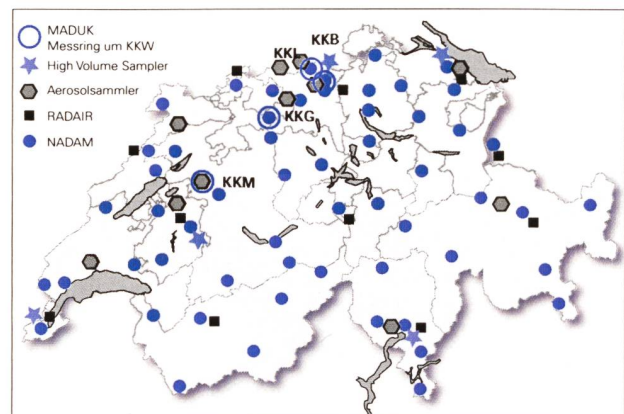 MADUK
Messring um KKW
High Volume Sampler
Aerosolsammler
RADAIR
NADAM
KKB
KKL
KKG
KKM